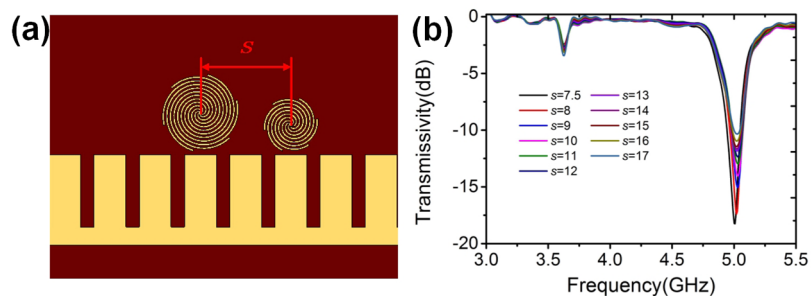 (a)
s
(b)
0
-5
-10
-15
-20
Transmissivity(dB)
s=7.5
s=8
s=9
s=10
s=11
s=12
s=13
s=14
s=15
s=16
s=17
3.0 3.5 4.0 4.5 5.0 5.5
Frequency(GHz)